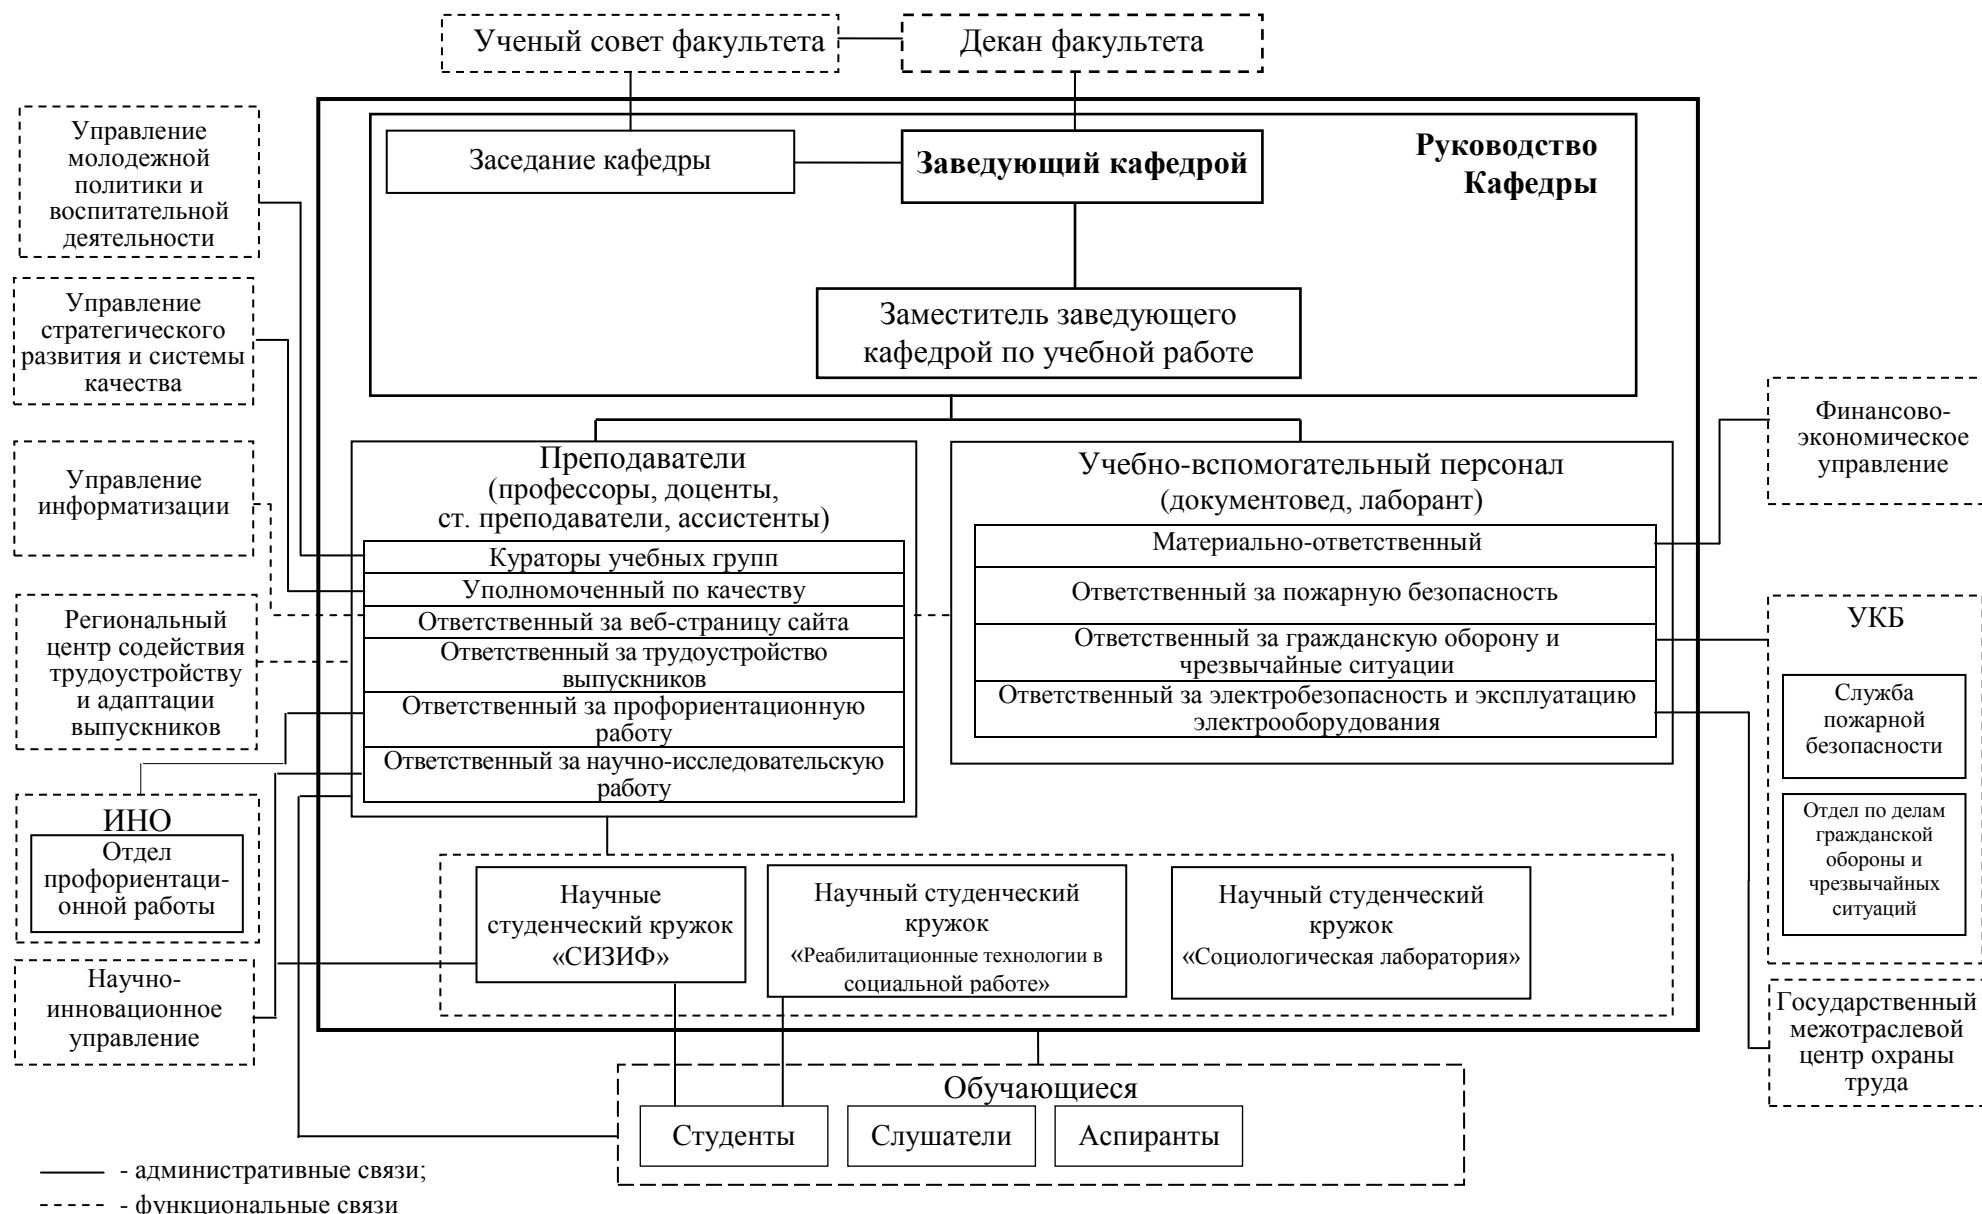 Ученый совет факультета
Декан факультета
Управление
молодежной
политики и
воспитательной
деятельности
Заседание кафедры
Заведующий кафедрой
Руководство
Кафедры
Управление
стратегического
развития и системы
качества
Заместитель заведующего
кафедрой по учебной работе
Финансово-
экономическое
управление
Управление
информатизации
Преподаватели
(профессоры, доценты,
ст. преподаватели, ассистенты)
Кураторы учебных групп
Уполномоченный по качеству
Ответственный за веб-страницу сайта
Ответственный за трудоустройство
выпускников
Ответственный за профориентационную
работу
Ответственный за научно-исследовательскую
работу
Учебно-вспомогательный персонал
(документовед, лаборант)
Материально-ответственный
Ответственный за пожарную безопасность
Ответственный за гражданскую оборону и
чрезвычайные ситуации
Ответственный за электробезопасность и эксплуатацию
электрооборудования
Региональный
центр содействия
трудоустройству
и адаптации
выпускников
УКБ
Служба
пожарной
безопасности
Отдел по делам
гражданской
обороны и
чрезвычайных
ситуаций
ИНО
Отдел
профориентаци-
онной работы
Научные
студенческий кружок
«СИЗИФ»
Научный студенческий
кружок
«Реабилитационные технологии в
социальной работе»
Научный студенческий
кружок
«Социологическая лаборатория»
Научно-
инновационное
управление
Государственный
межотраслевой
центр охраны
труда
Обучающиеся
Студенты
Слушатели
Аспиранты
- административные связи;
- функциональные связи